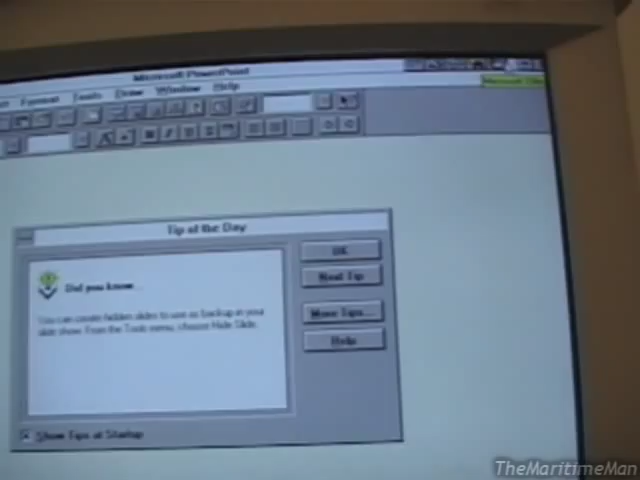 Microsoft PowerPoint
Format Tools Draw Window Help
Tip of the Day
OK
Did you know...
Next Tip
You can create hidden slides to use as backup in your
slide show. From the Tools menu, choose Hide Slide.
More Tips...
Help
Show Tips at Startup
TheMaritimeMan